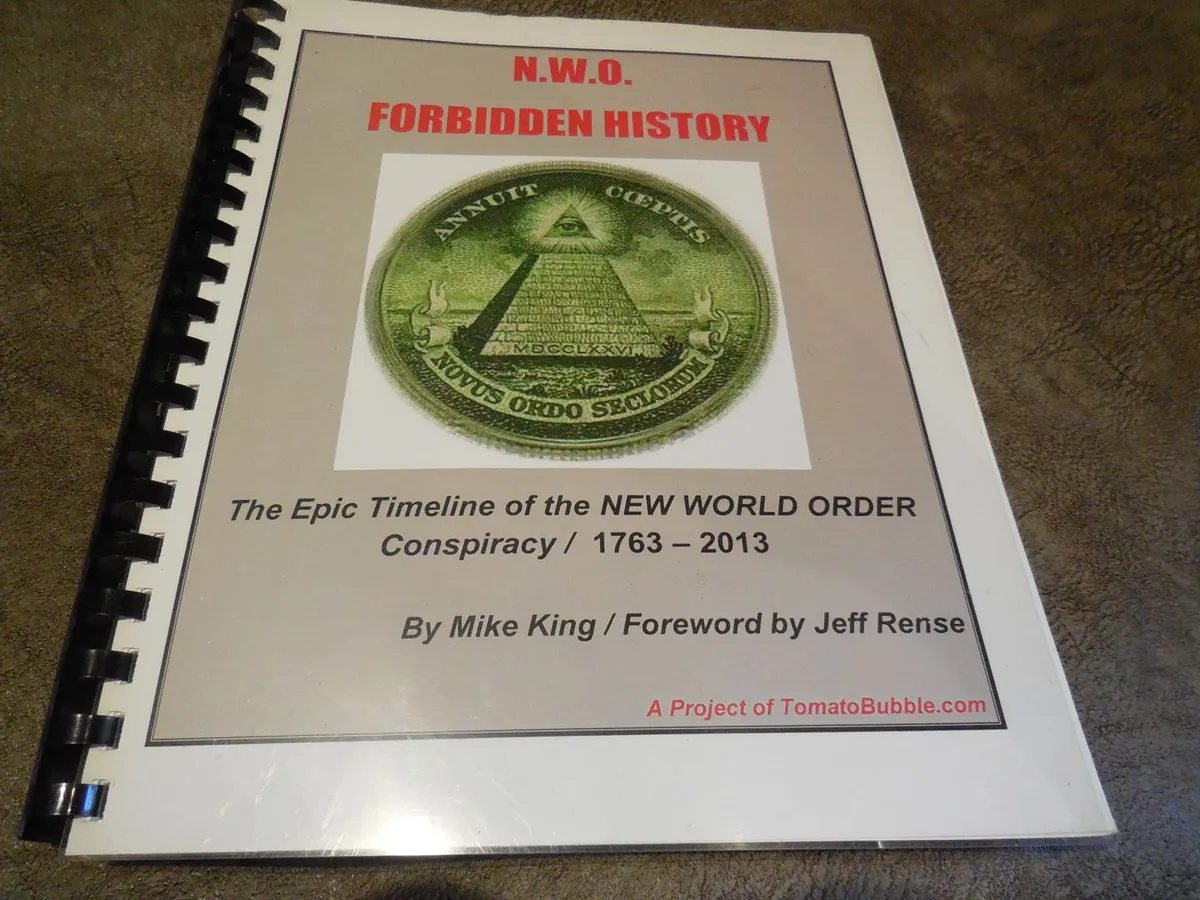 N.W.O.
FORBIDDEN HISTORY
ANNUIT CŒPTIS
MDCCLXXVI
NOVUS ORDO SECLORUM
The Epic Timeline of the NEW WORLD ORDER
Conspiracy / 1763 – 2013
By Mike King / Foreword by Jeff Rense
A Project of TomatoBubble.com